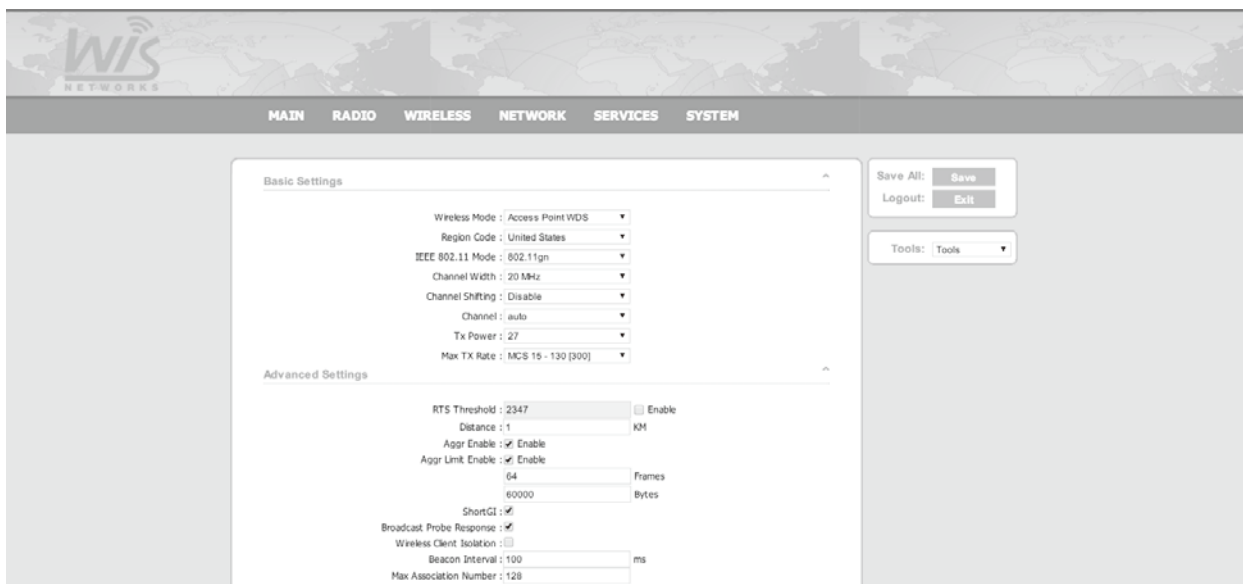 WiS
NETWORKS
MAIN RADIO WIRELESS NETWORK SERVICES SYSTEM
Basic Settings
Wireless Mode : Access Point WDS
Region Code : United States
IEEE 802.11 Mode : 802.11gn
Channel Width : 20 MHz
Channel Shifting : Disable
Channel : auto
Tx Power : 27
Max TX Rate : MCS 15 - 130 [300]
Advanced Settings
RTS Threshold : 2347 Enable
Distance : 1 KM
Aggr Enable : Enable
Aggr Limit Enable : Enable
64 Frames
60000 Bytes
ShortGI :
Broadcast Probe Response :
Wireless Client Isolation :
Beacon Interval : 100 ms
Max Association Number : 128
Save All: Save
Logout: Exit
Tools: Tools